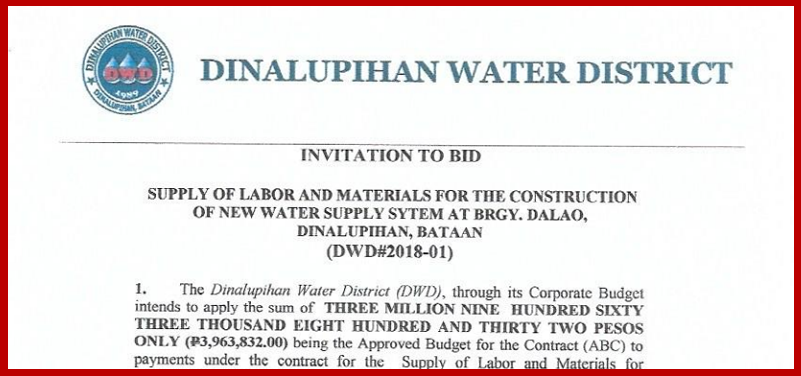 DINALUPIHAN WATER DISTRICT
DWD
1989
DINALUPIHAN, BATAAN
DINALUPIHAN WATER DISTRICT
INVITATION TO BID
SUPPLY OF LABOR AND MATERIALS FOR THE CONSTRUCTION
OF NEW WATER SUPPLY SYTEM AT BRGY. DALAO,
DINALUPIHAN, BATAAN
(DWD#2018-01)
1. The Dinalupihan Water District (DWD), through its Corporate Budget
intends to apply the sum of THREE MILLION NINE HUNDRED SIXTY
THREE THOUSAND EIGHT HUNDRED AND THIRTY TWO PESOS
ONLY (₱3,963,832.00) being the Approved Budget for the Contract (ABC) to
payments under the contract for the Supply of Labor and Materials for